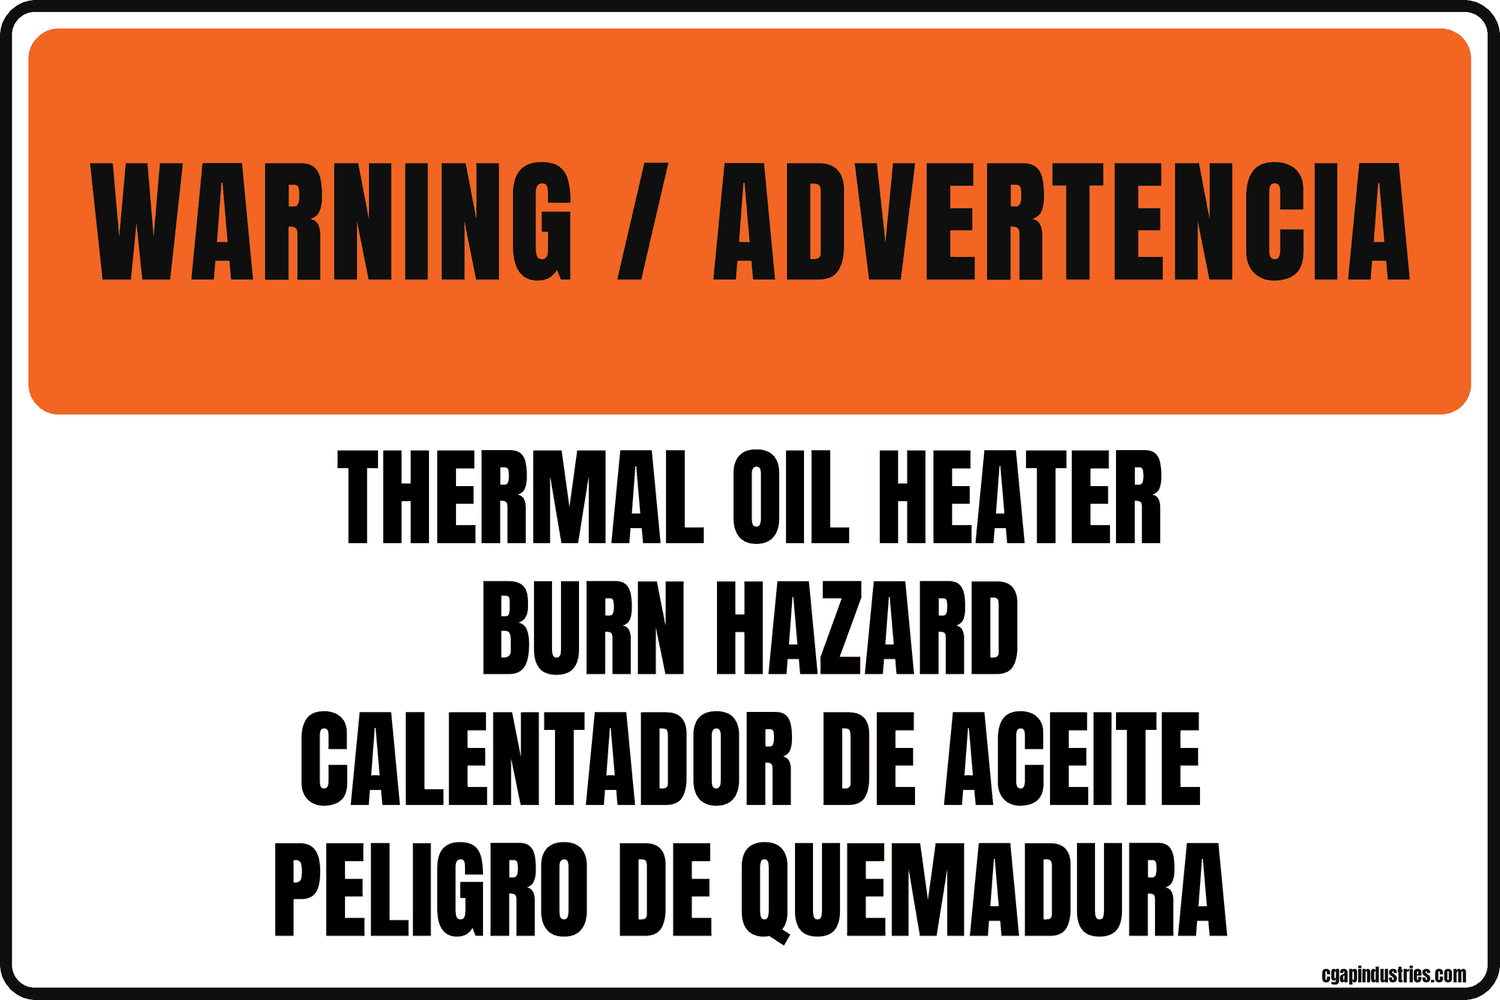 WARNING / ADVERTENCIA
THERMAL OIL HEATER
BURN HAZARD
CALENTADOR DE ACEITE
PELIGRO DE QUEMADURA
cgapindustries.com